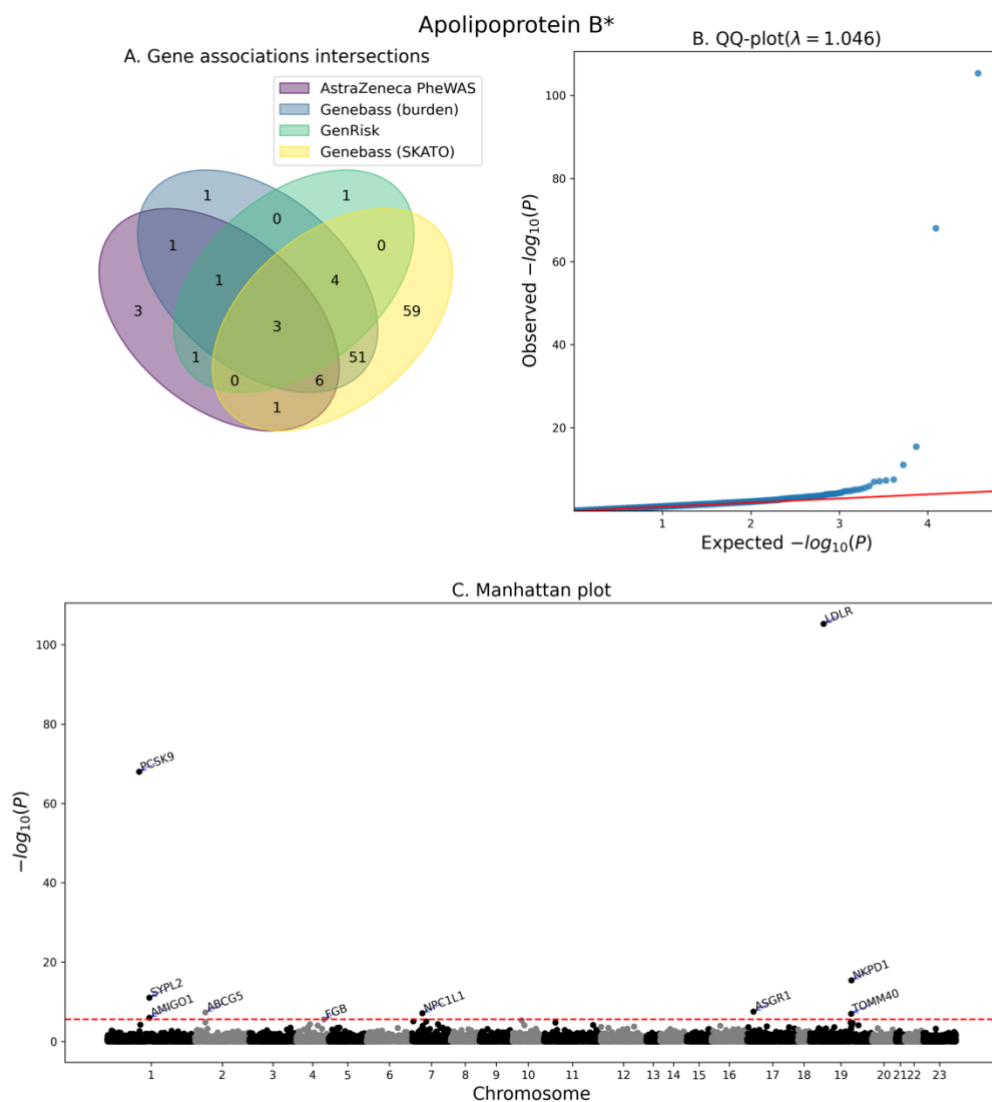 Apolipoprotein B*
A. Gene associations intersections
AstraZeneca PheWAS
Genebass (burden)
GenRisk
Genebass (SKATO)
1
1
0
1
0
1
4
3
3
59
1
51
0
6
1
B. QQ-plot(λ = 1.046)
Observed −log₁₀(P)
100
80
60
40
20
1 2 3 4
Expected −log₁₀(P)
C. Manhattan plot
−log₁₀(P)
100
80
60
40
20
0
LDLR
PCSK9
SYPL2
AMIGO1
ABCG5
FGB
NPC1L1
ASGR1
NKPD1
TOMM40
1 2 3 4 5 6 7 8 9 10 11 12 13 14 15 16 17 18 19 20 21 22 23
Chromosome